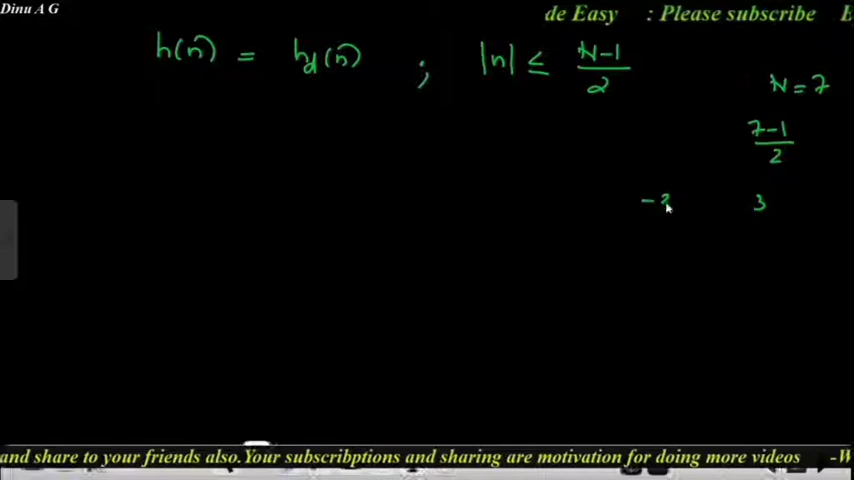 Dinu A G
de Easy : Please subscribe E
h(n) = hd(n) ; |n| ≤ N-1/2
N = 7
7-1/2
-3 3
and share to your friends also.Your subscribptions and sharing are motivation for doing more videos -W